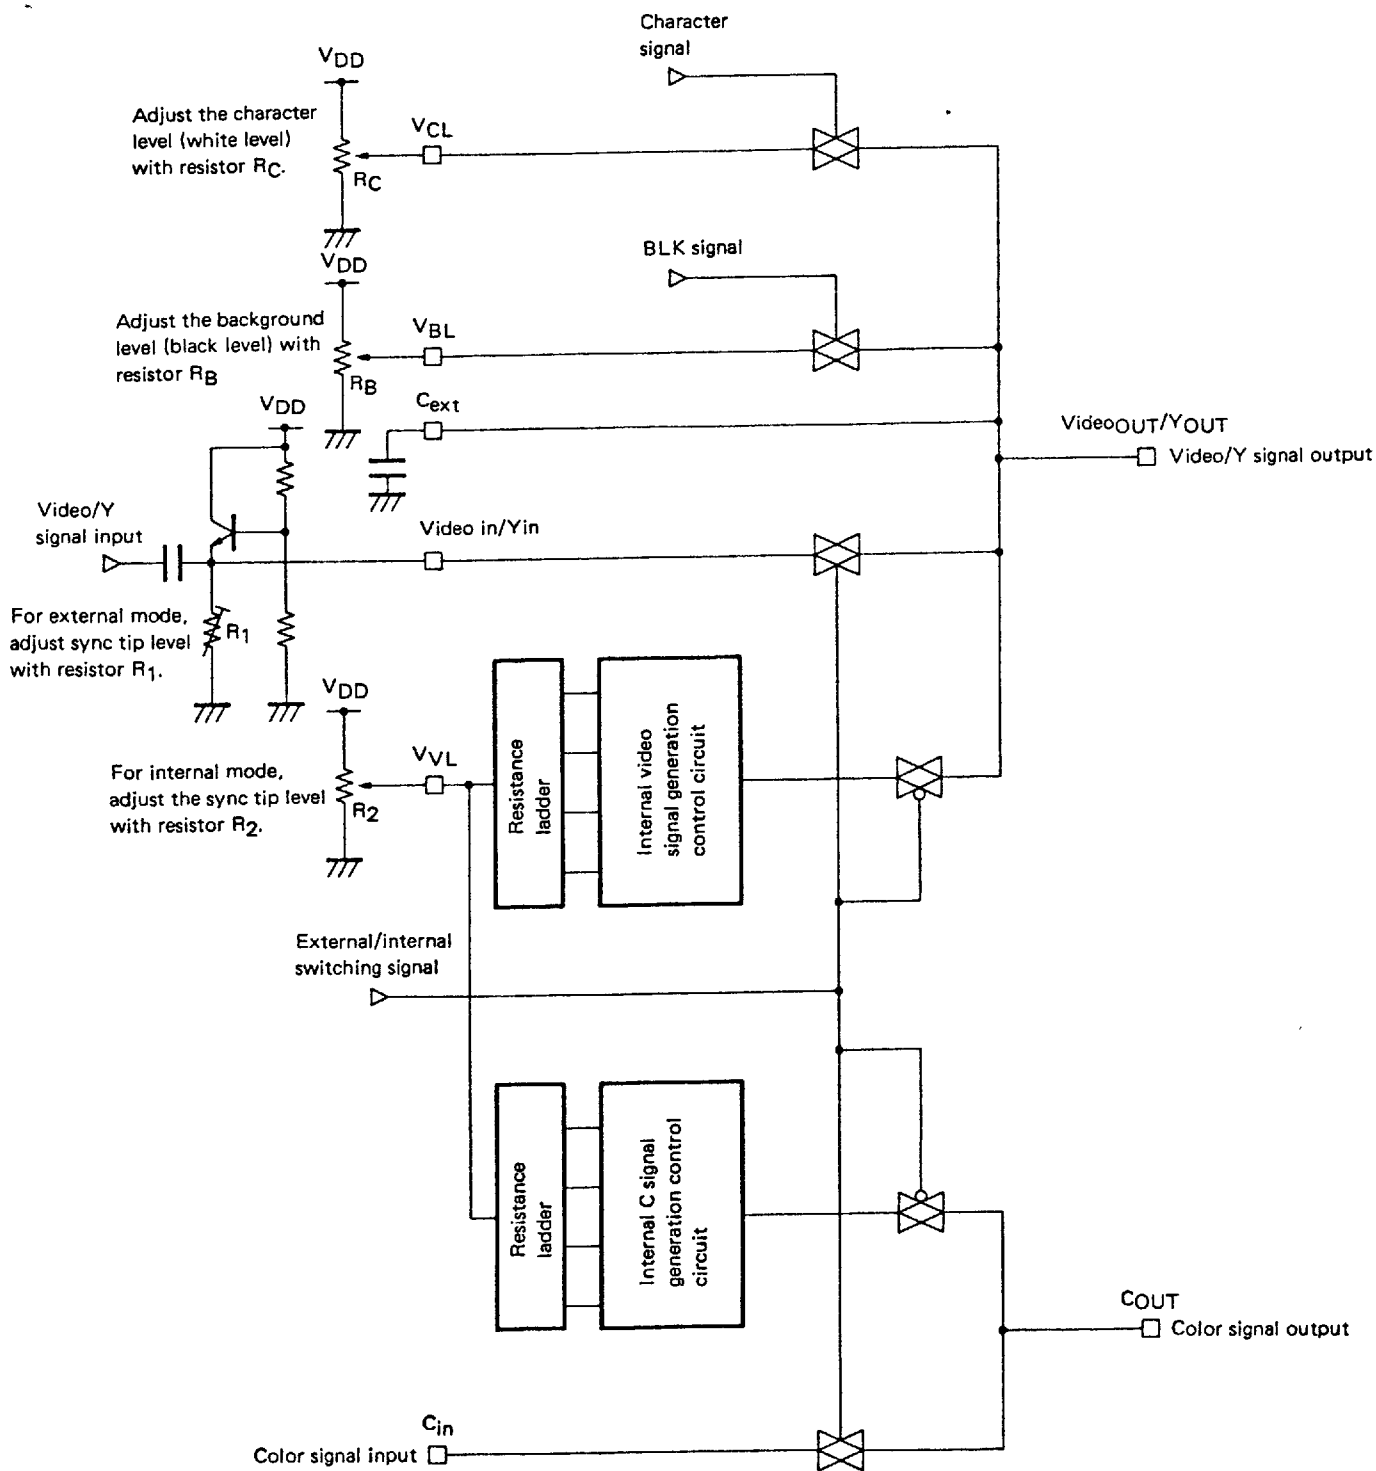 Character
signal
VDD
Adjust the character
level (white level)
with resistor RC.
VCL
RC
VDD
BLK signal
Adjust the background
level (black level) with
resistor RB
VBL
RB
Cext
VDD
VideoOUT/YOUT
Video/Y signal output
Video/Y
signal input
Video in/Yin
For external mode,
adjust sync tip level
with resistor R1.
R1
VDD
VVL
For internal mode,
adjust the sync tip level
with resistor R2.
R2
Resistance
ladder
Internal video
signal generation
control circuit
External/internal
switching signal
Resistance
ladder
Internal C signal
generation control
circuit
COUT
Color signal output
Cin
Color signal input